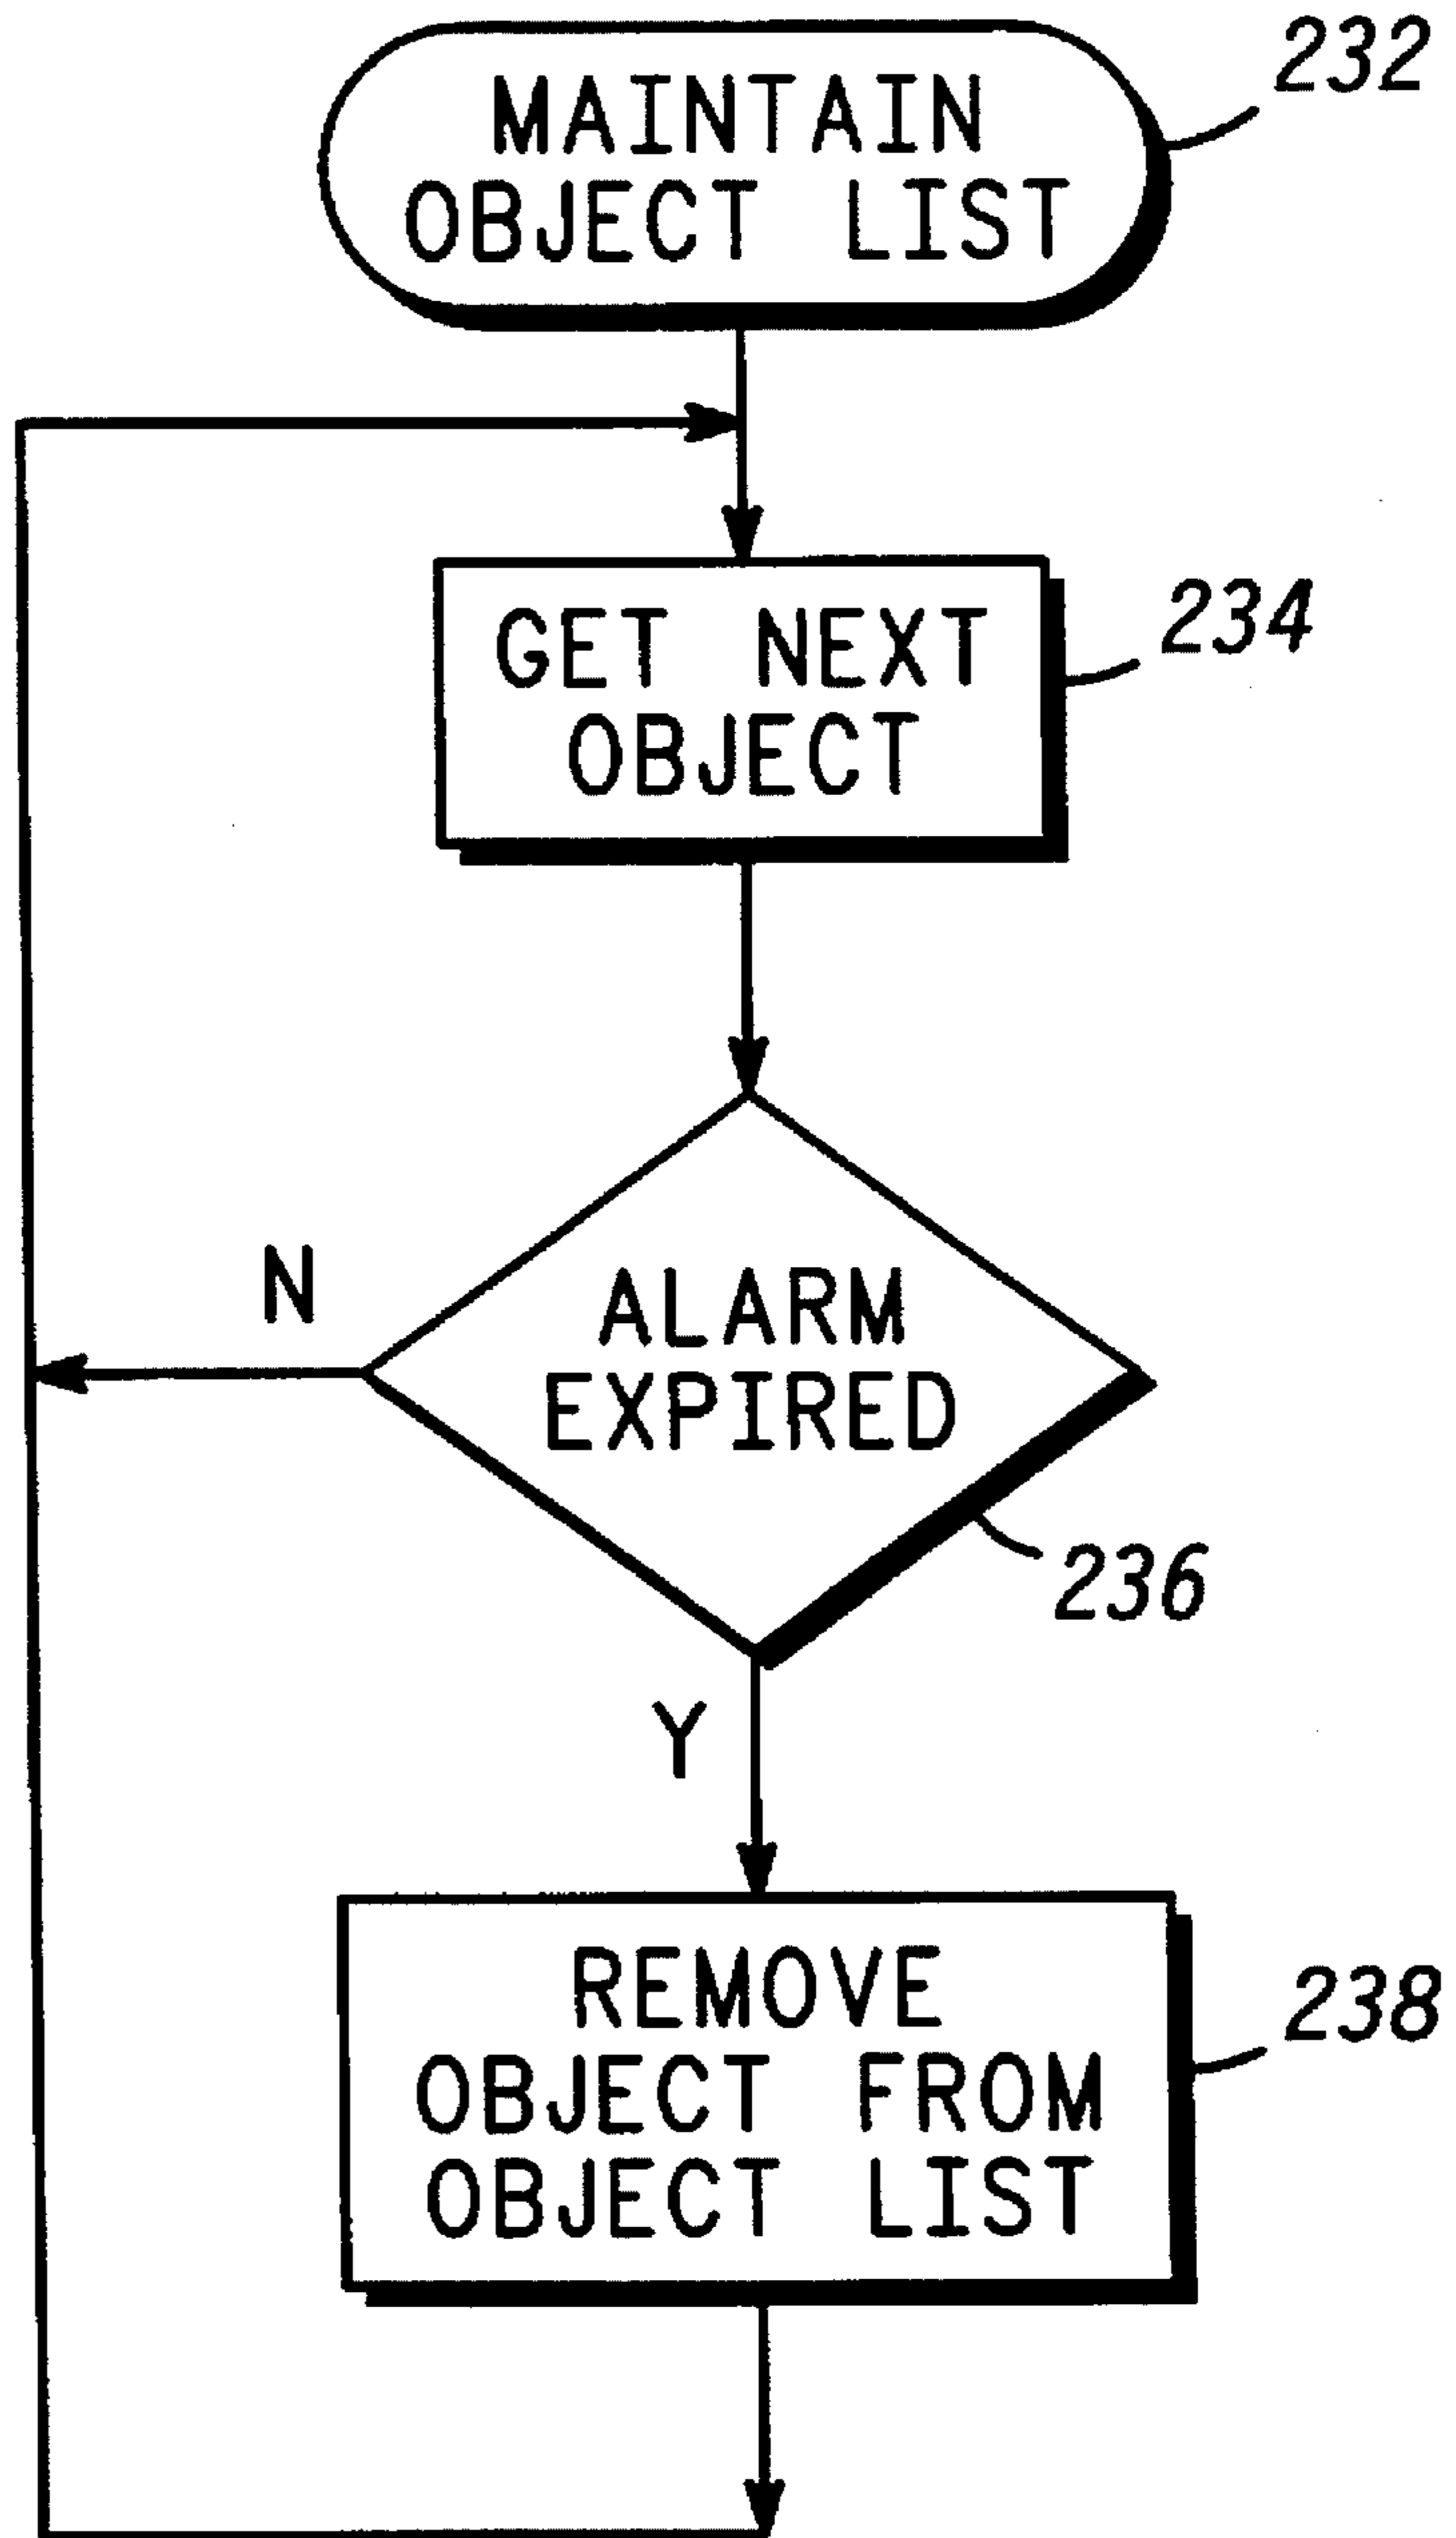 MAINTAIN
OBJECT LIST
232
GET NEXT
OBJECT
234
ALARM
EXPIRED
N
236
Y
REMOVE
OBJECT FROM
OBJECT LIST
238